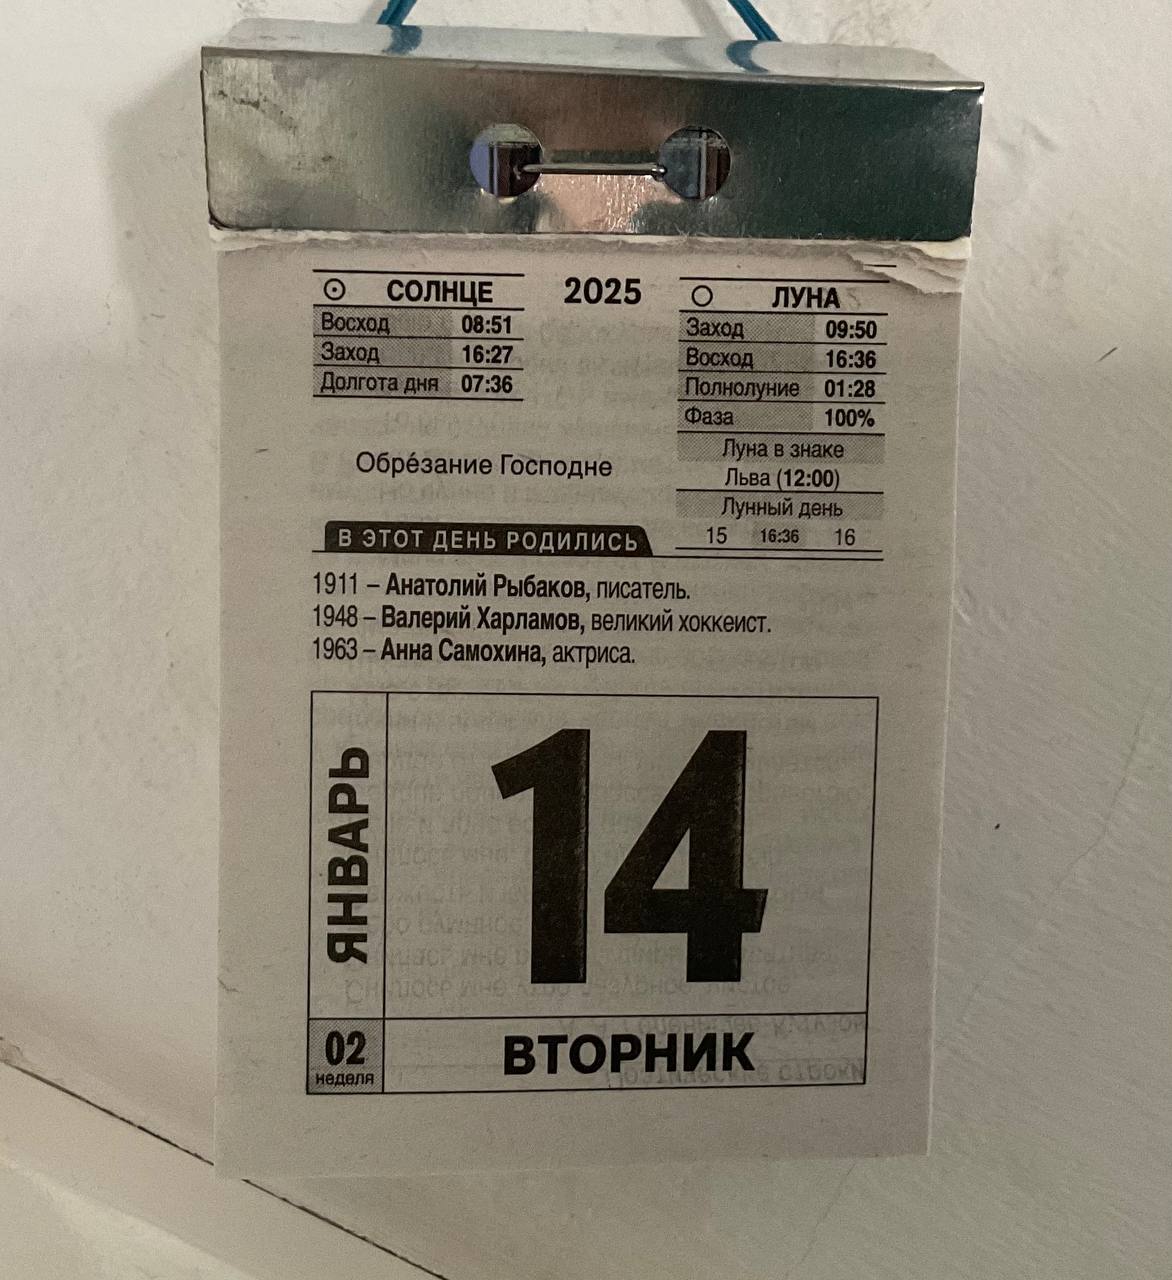 2025
СОЛНЦЕ
Восход 08:51
Заход 16:27
Долгота дня 07:36
ЛУНА
Заход 09:50
Восход 16:36
Полнолуние 01:28
Фаза 100%
Луна в знаке
Льва (12:00)
Лунный день
15 16:36 16
Обре́зание Господне
В ЭТОТ ДЕНЬ РОДИЛИСЬ
1911 – Анатолий Рыбаков, писатель.
1948 – Валерий Харламов, великий хоккеист.
1963 – Анна Самохина, актриса.
ЯНВАРЬ
14
02
неделя
ВТОРНИК